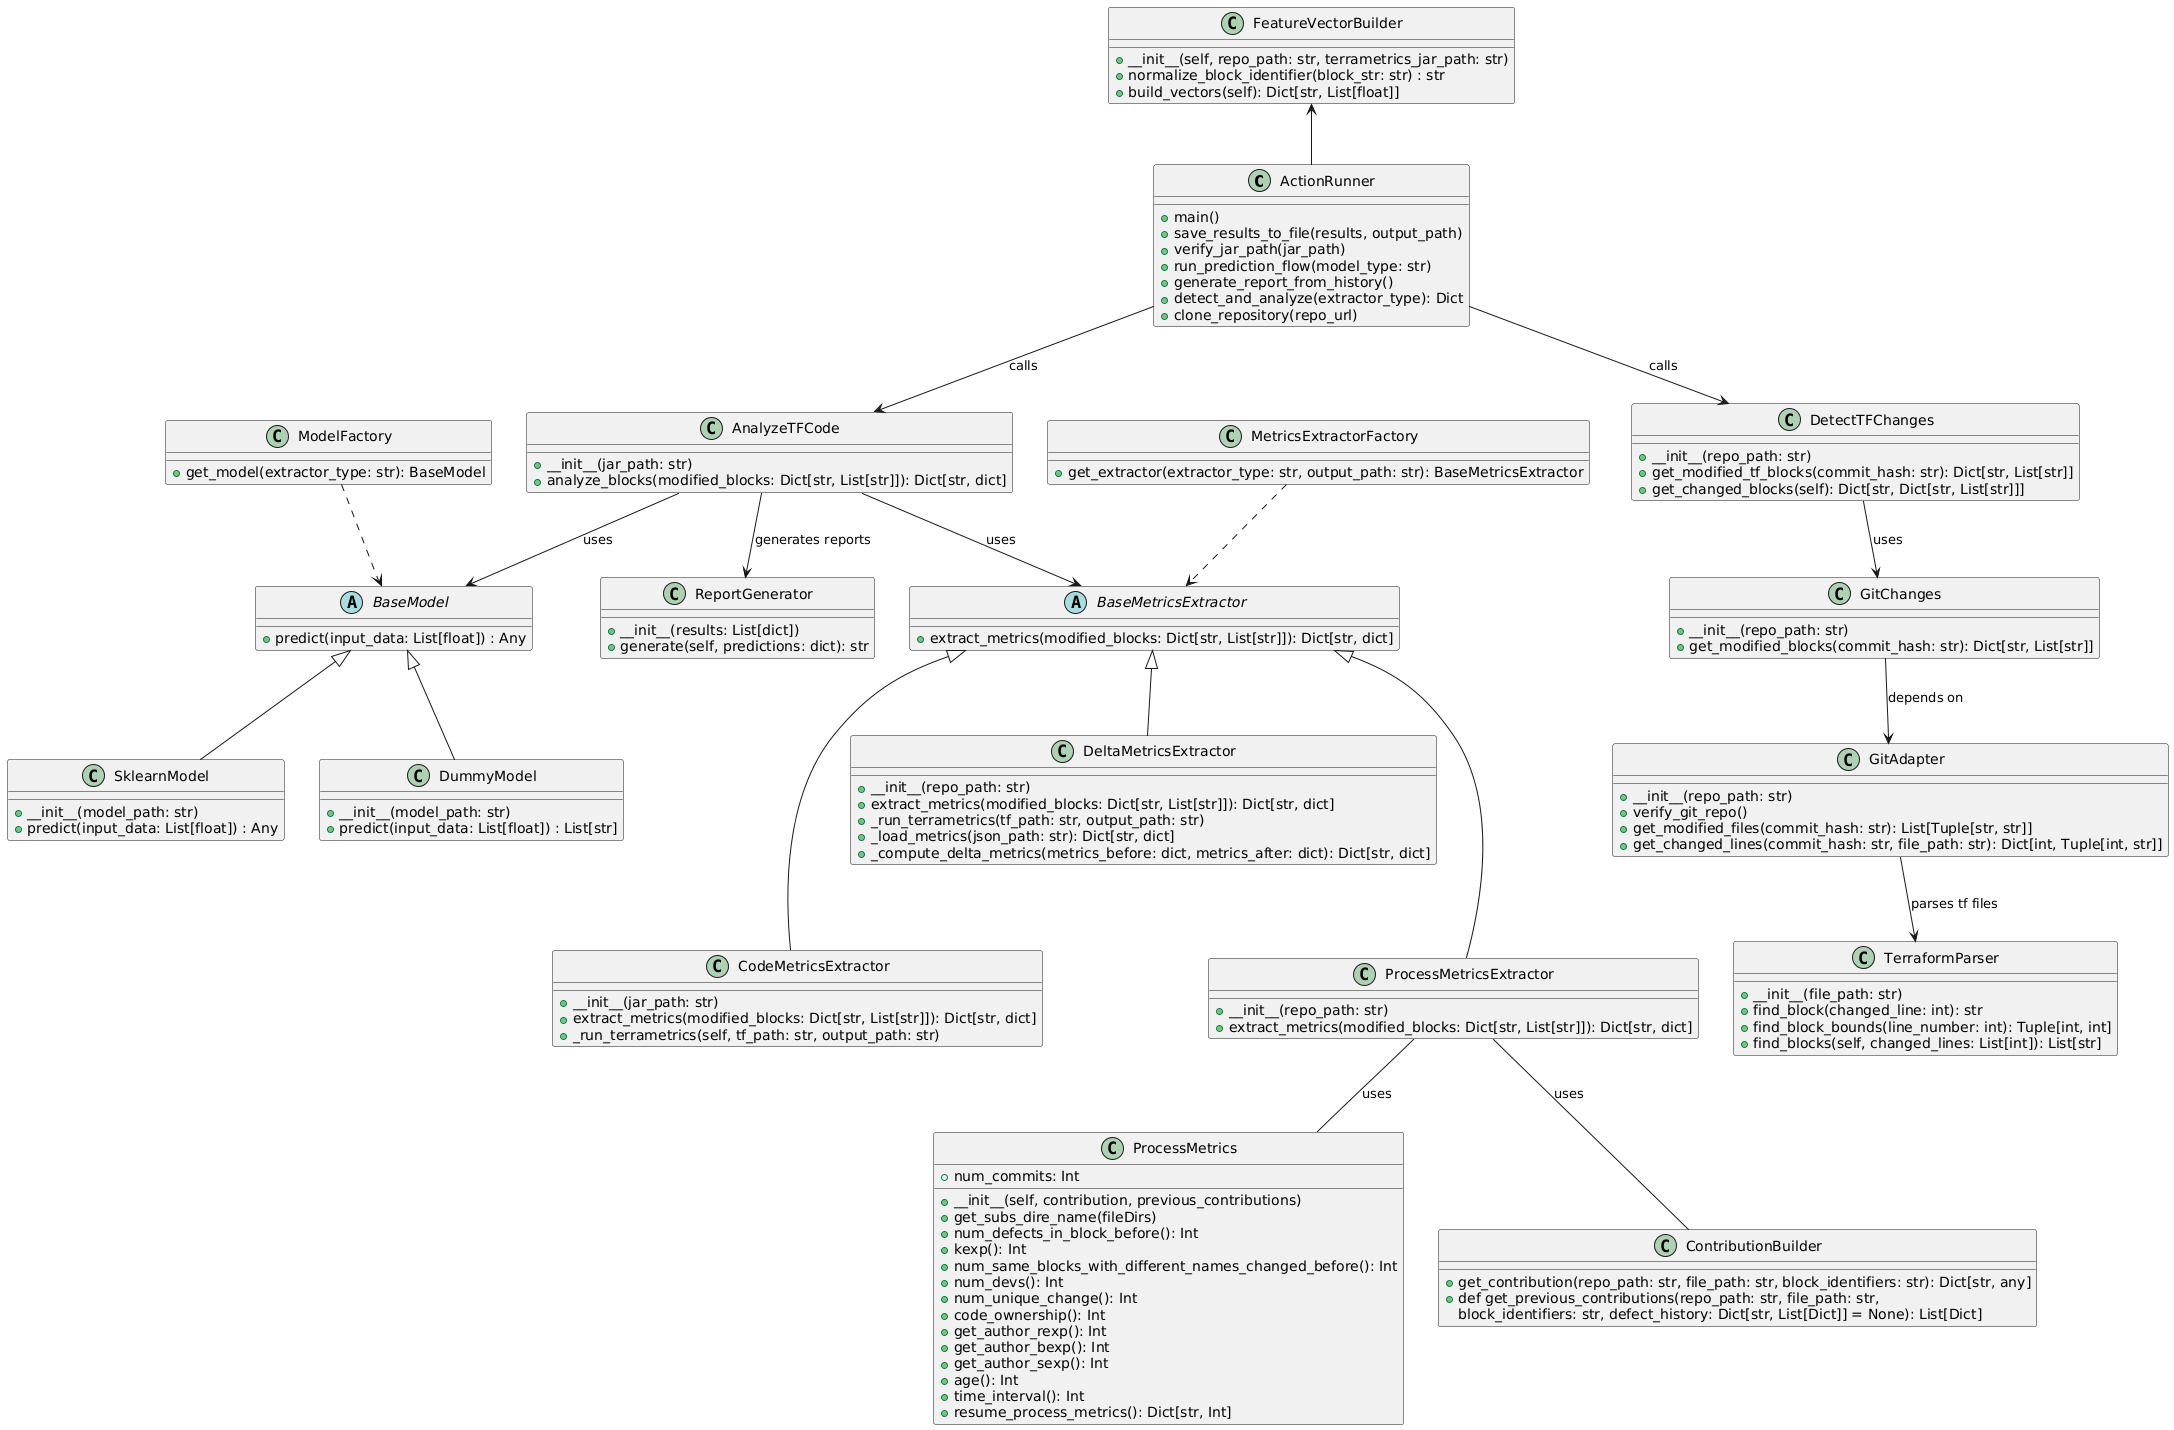 C FeatureVectorBuilder
__init__(self, repo_path: str, terrametrics_jar_path: str)
normalize_block_identifier(block_str: str) : str
build_vectors(self): Dict[str, List[float]]
C ActionRunner
main()
save_results_to_file(results, output_path)
verify_jar_path(jar_path)
run_prediction_flow(model_type: str)
generate_report_from_history()
detect_and_analyze(extractor_type): Dict
clone_repository(repo_url)
calls
calls
C ModelFactory
get_model(extractor_type: str): BaseModel
C AnalyzeTFCode
__init__(jar_path: str)
analyze_blocks(modified_blocks: Dict[str, List[str]]): Dict[str, dict]
C MetricsExtractorFactory
get_extractor(extractor_type: str, output_path: str): BaseMetricsExtractor
C DetectTFChanges
__init__(repo_path: str)
get_modified_tf_blocks(commit_hash: str): Dict[str, List[str]]
get_changed_blocks(self): Dict[str, Dict[str, List[str]]]
uses
generates reports
uses
uses
A BaseModel
predict(input_data: List[float]) : Any
C ReportGenerator
__init__(results: List[dict])
generate(self, predictions: dict): str
A BaseMetricsExtractor
extract_metrics(modified_blocks: Dict[str, List[str]]): Dict[str, dict]
C GitChanges
__init__(repo_path: str)
get_modified_blocks(commit_hash: str): Dict[str, List[str]]
depends on
C SklearnModel
__init__(model_path: str)
predict(input_data: List[float]) : Any
C DummyModel
__init__(model_path: str)
predict(input_data: List[float]) : List[str]
C DeltaMetricsExtractor
__init__(repo_path: str)
extract_metrics(modified_blocks: Dict[str, List[str]]): Dict[str, dict]
_run_terrametrics(tf_path: str, output_path: str)
_load_metrics(json_path: str): Dict[str, dict]
_compute_delta_metrics(metrics_before: dict, metrics_after: dict): Dict[str, dict]
C GitAdapter
__init__(repo_path: str)
verify_git_repo()
get_modified_files(commit_hash: str): List[Tuple[str, str]]
get_changed_lines(commit_hash: str, file_path: str): Dict[int, Tuple[int, str]]
parses tf files
C CodeMetricsExtractor
__init__(jar_path: str)
extract_metrics(modified_blocks: Dict[str, List[str]]): Dict[str, dict]
_run_terrametrics(self, tf_path: str, output_path: str)
C ProcessMetricsExtractor
__init__(repo_path: str)
extract_metrics(modified_blocks: Dict[str, List[str]]): Dict[str, dict]
C TerraformParser
__init__(file_path: str)
find_block(changed_line: int): str
find_block_bounds(line_number: int): Tuple[int, int]
find_blocks(self, changed_lines: List[int]): List[str]
uses
uses
C ProcessMetrics
num_commits: Int
__init__(self, contribution, previous_contributions)
get_subs_dire_name(fileDirs)
num_defects_in_block_before(): Int
kexp(): Int
num_same_blocks_with_different_names_changed_before(): Int
num_devs(): Int
num_unique_change(): Int
code_ownership(): Int
get_author_rexp(): Int
get_author_bexp(): Int
get_author_sexp(): Int
age(): Int
time_interval(): Int
resume_process_metrics(): Dict[str, Int]
C ContributionBuilder
get_contribution(repo_path: str, file_path: str, block_identifiers: str): Dict[str, any]
def get_previous_contributions(repo_path: str, file_path: str,
block_identifiers: str, defect_history: Dict[str, List[Dict]] = None): List[Dict]